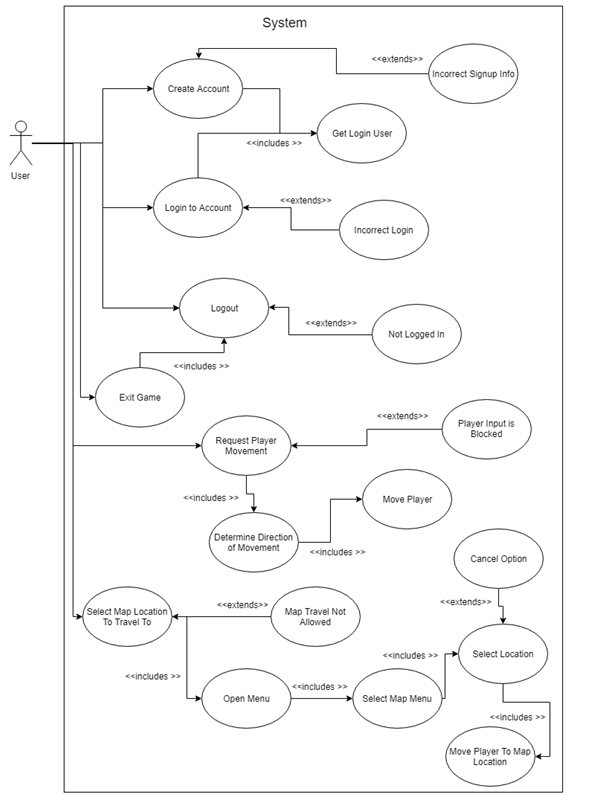 System
<<extends>>
Incorrect Signup Info
Create Account
Get Login User
<<includes >>
User
Login to Account
<<extends>>
Incorrect Login
Logout
<<extends>>
Not Logged In
<<includes >>
Exit Game
<<extends>>
Player Input is
Blocked
Request Player
Movement
<<includes >>
Move Player
Determine Direction
of Movement
<<includes >>
Cancel Option
<<extends>>
Select Map Location
To Travel To
<<extends>>
Map Travel Not
Allowed
<<includes >>
Select Location
<<includes >>
Open Menu
<<includes >>
Select Map Menu
<<includes >>
Move Player To Map
Location